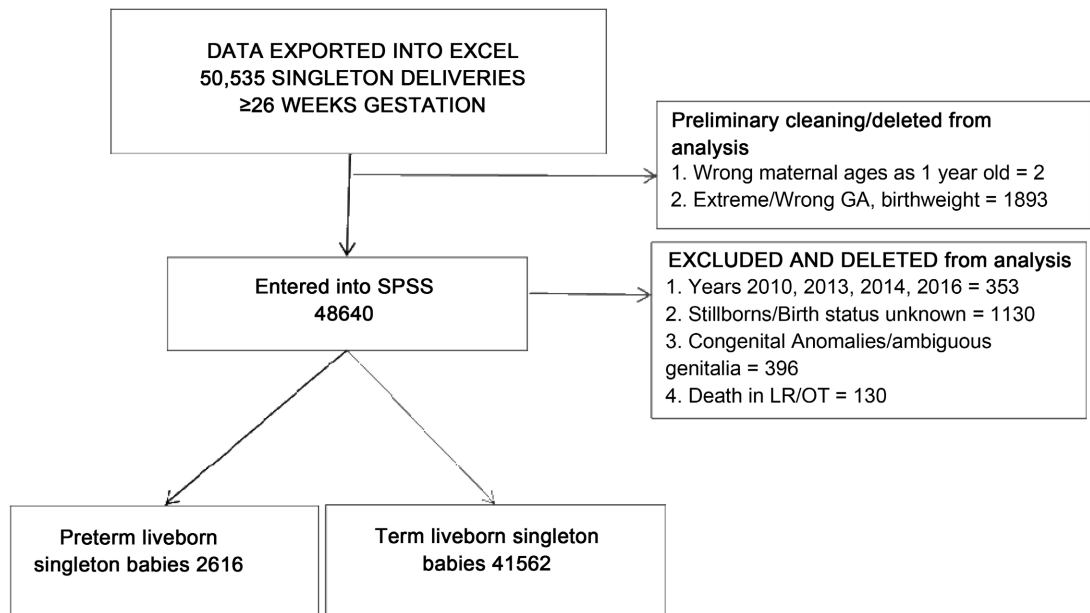 DATA EXPORTED INTO EXCEL
50,535 SINGLETON DELIVERIES
≥26 WEEKS GESTATION
Preliminary cleaning/deleted from
analysis
1. Wrong maternal ages as 1 year old = 2
2. Extreme/Wrong GA, birthweight = 1893
Entered into SPSS
48640
EXCLUDED AND DELETED from analysis
1. Years 2010, 2013, 2014, 2016 = 353
2. Stillborns/Birth status unknown = 1130
3. Congenital Anomalies/ambiguous
genitalia = 396
4. Death in LR/OT = 130
Preterm liveborn
singleton babies 2616
Term liveborn singleton
babies 41562